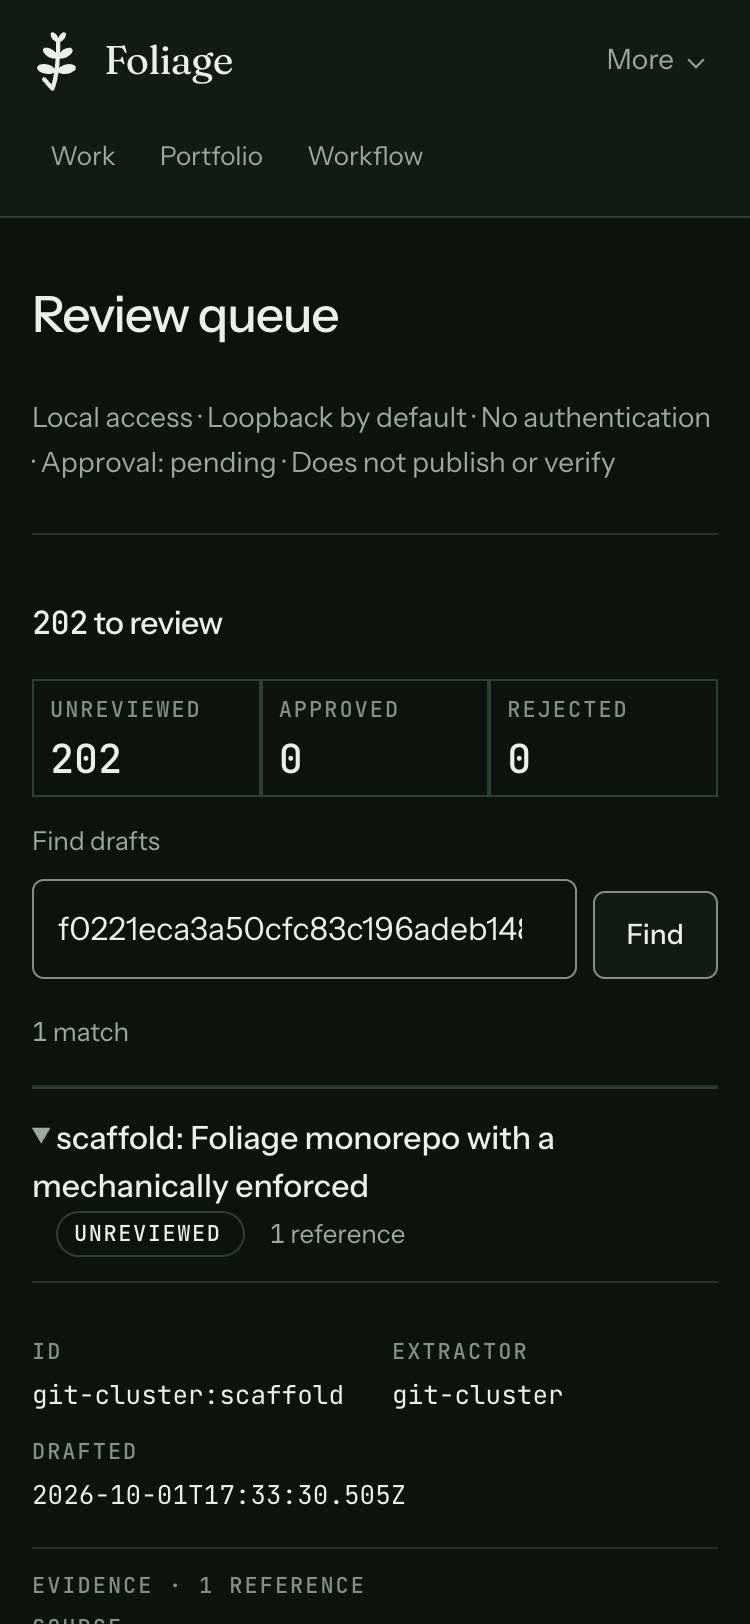 Foliage
More
Work Portfolio Workflow
Review queue
Local access · Loopback by default · No authentication
· Approval: pending · Does not publish or verify
202 to review
UNREVIEWED APPROVED REJECTED
202 0 0
Find drafts
f0221eca3a50cfc83c196adeb14
Find
1 match
scaffold: Foliage monorepo with a
mechanically enforced
UNREVIEWED 1 reference
ID EXTRACTOR
git-cluster:scaffold git-cluster
DRAFTED
2026-10-01T17:33:30.505Z
EVIDENCE · 1 REFERENCE